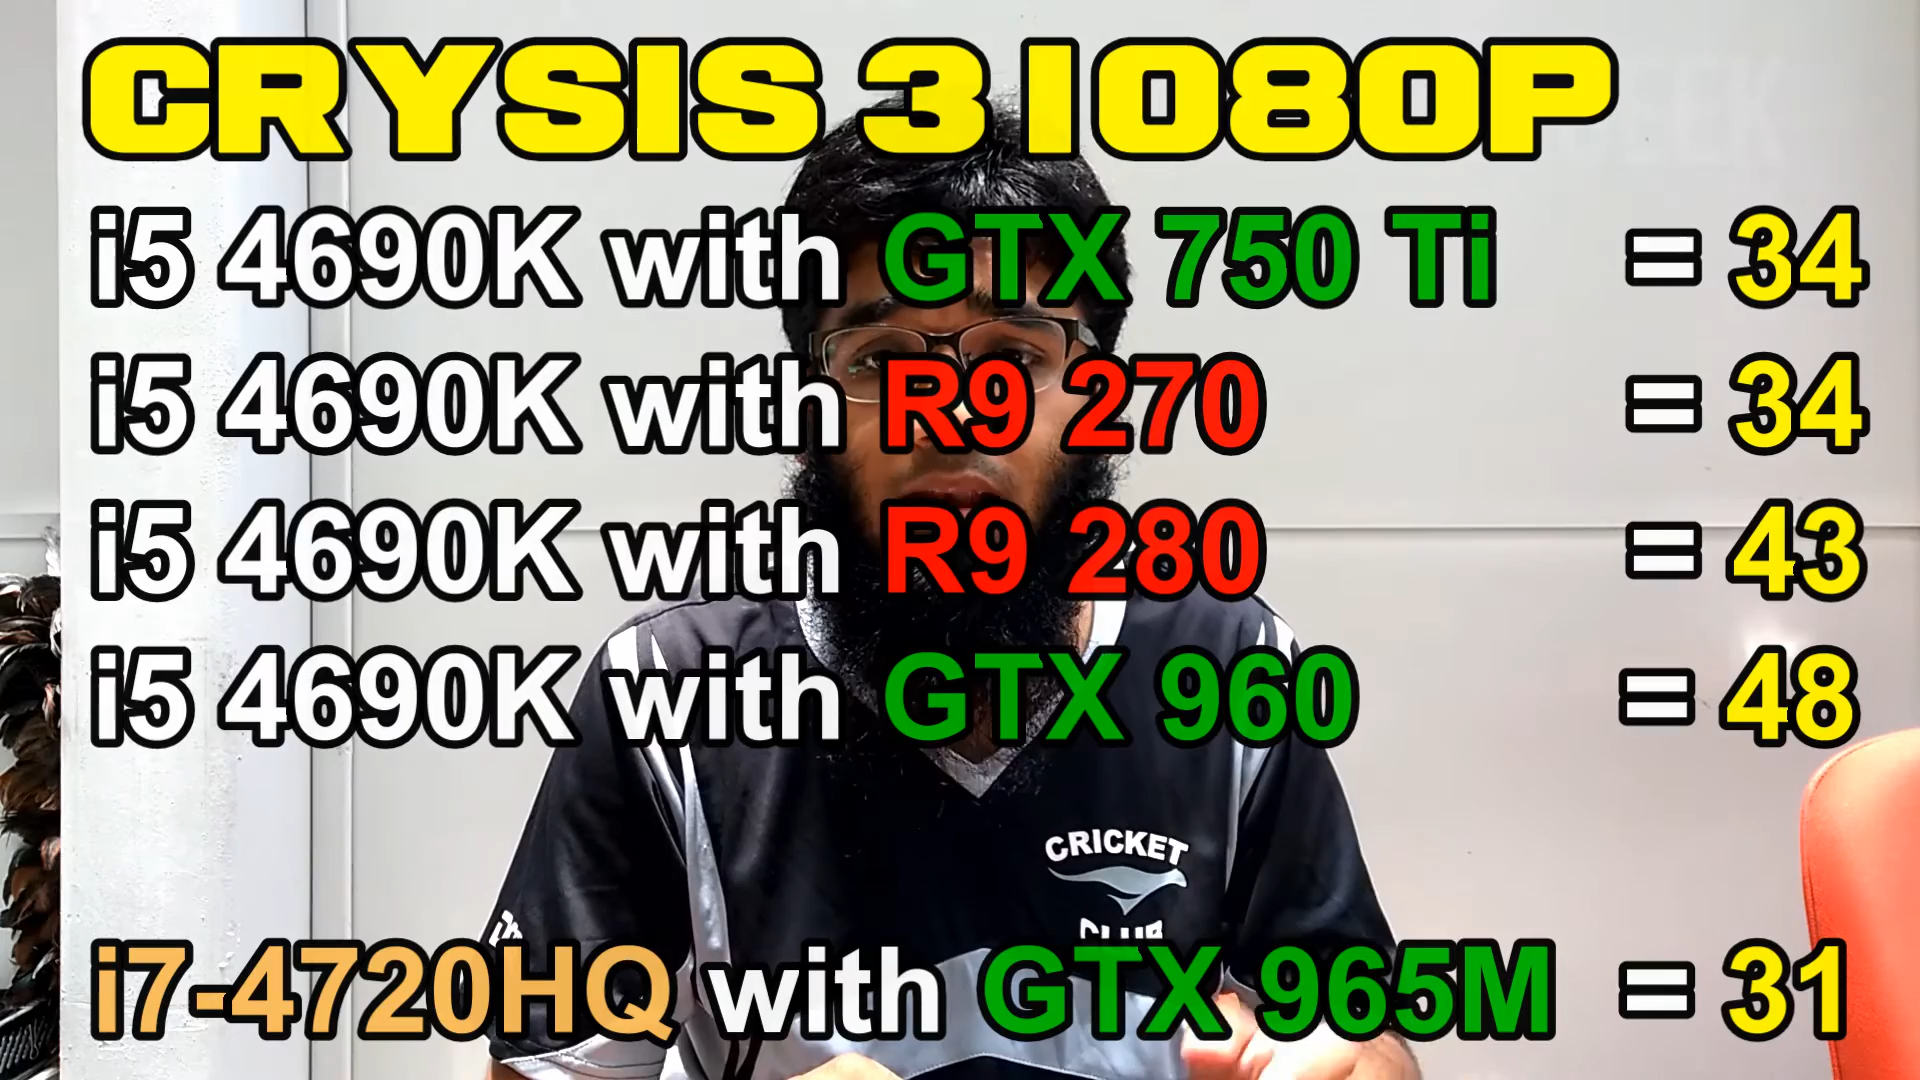 CRYSIS 3 1080P
i5 4690K with GTX 750 Ti = 34
i5 4690K with R9 270 = 34
i5 4690K with R9 280 = 43
i5 4690K with GTX 960 = 48
CRICKET
CLUB
i7-4720HQ with GTX 965M = 31